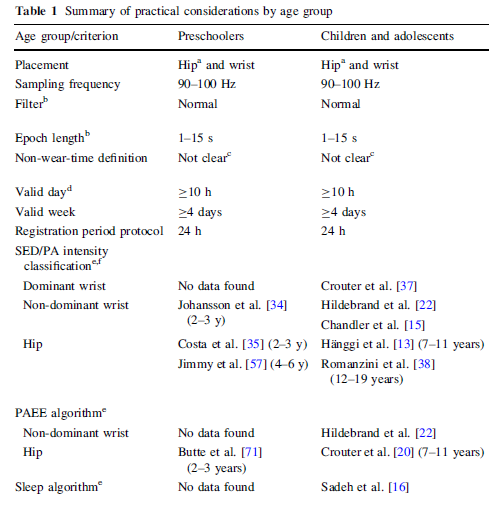 Table 1 Summary of practical considerations by age group
Age group/criterion Preschoolers Children and adolescents
Placement Hipa and wrist Hipa and wrist
Sampling frequency 90–100 Hz 90–100 Hz
Filterb Normal Normal
Epoch lengthb 1–15 s 1–15 s
Non-wear-time definition Not clearc Not clearc
Valid dayd ≥10 h ≥10 h
Valid week ≥4 days ≥4 days
Registration period protocol 24 h 24 h
SED/PA intensity
classificatione,f
Dominant wrist No data found Crouter et al. [37]
Non-dominant wrist Johansson et al. [34] Hildebrand et al. [22]
(2–3 y) Chandler et al. [15]
Hip Costa et al. [35] (2–3 y) Hänggi et al. [13] (7–11 years)
Jimmy et al. [57] (4–6 y) Romanzini et al. [38]
(12–19 years)
PAEE algorithme
Non-dominant wrist No data found Hildebrand et al. [22]
Hip Butte et al. [71] Crouter et al. [20] (7–11 years)
(2–3 years)
Sleep algorithme No data found Sadeh et al. [16]